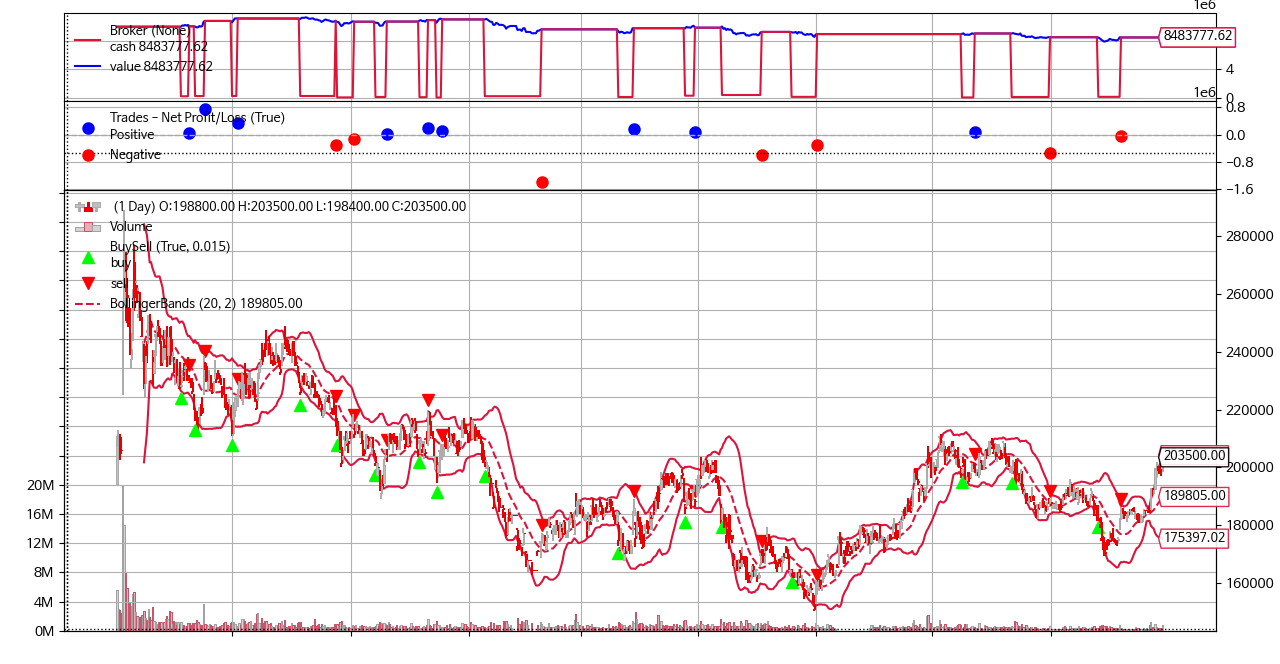 1e6
Broker (None)
cash 8483777.62
value 8483777.62
8483777.62
4
0
1e6
Trades - Net Profit/Loss (True)
Positive
Negative
0.8
0.0
−0.8
−1.6
(1 Day) O:198800.00 H:203500.00 L:198400.00 C:203500.00
Volume
BuySell (True, 0.015)
buy
sell
BollingerBands (20, 2) 189805.00
280000
260000
240000
220000
203500.00
200000
189805.00
180000
175397.02
160000
20M
16M
12M
8M
4M
0M